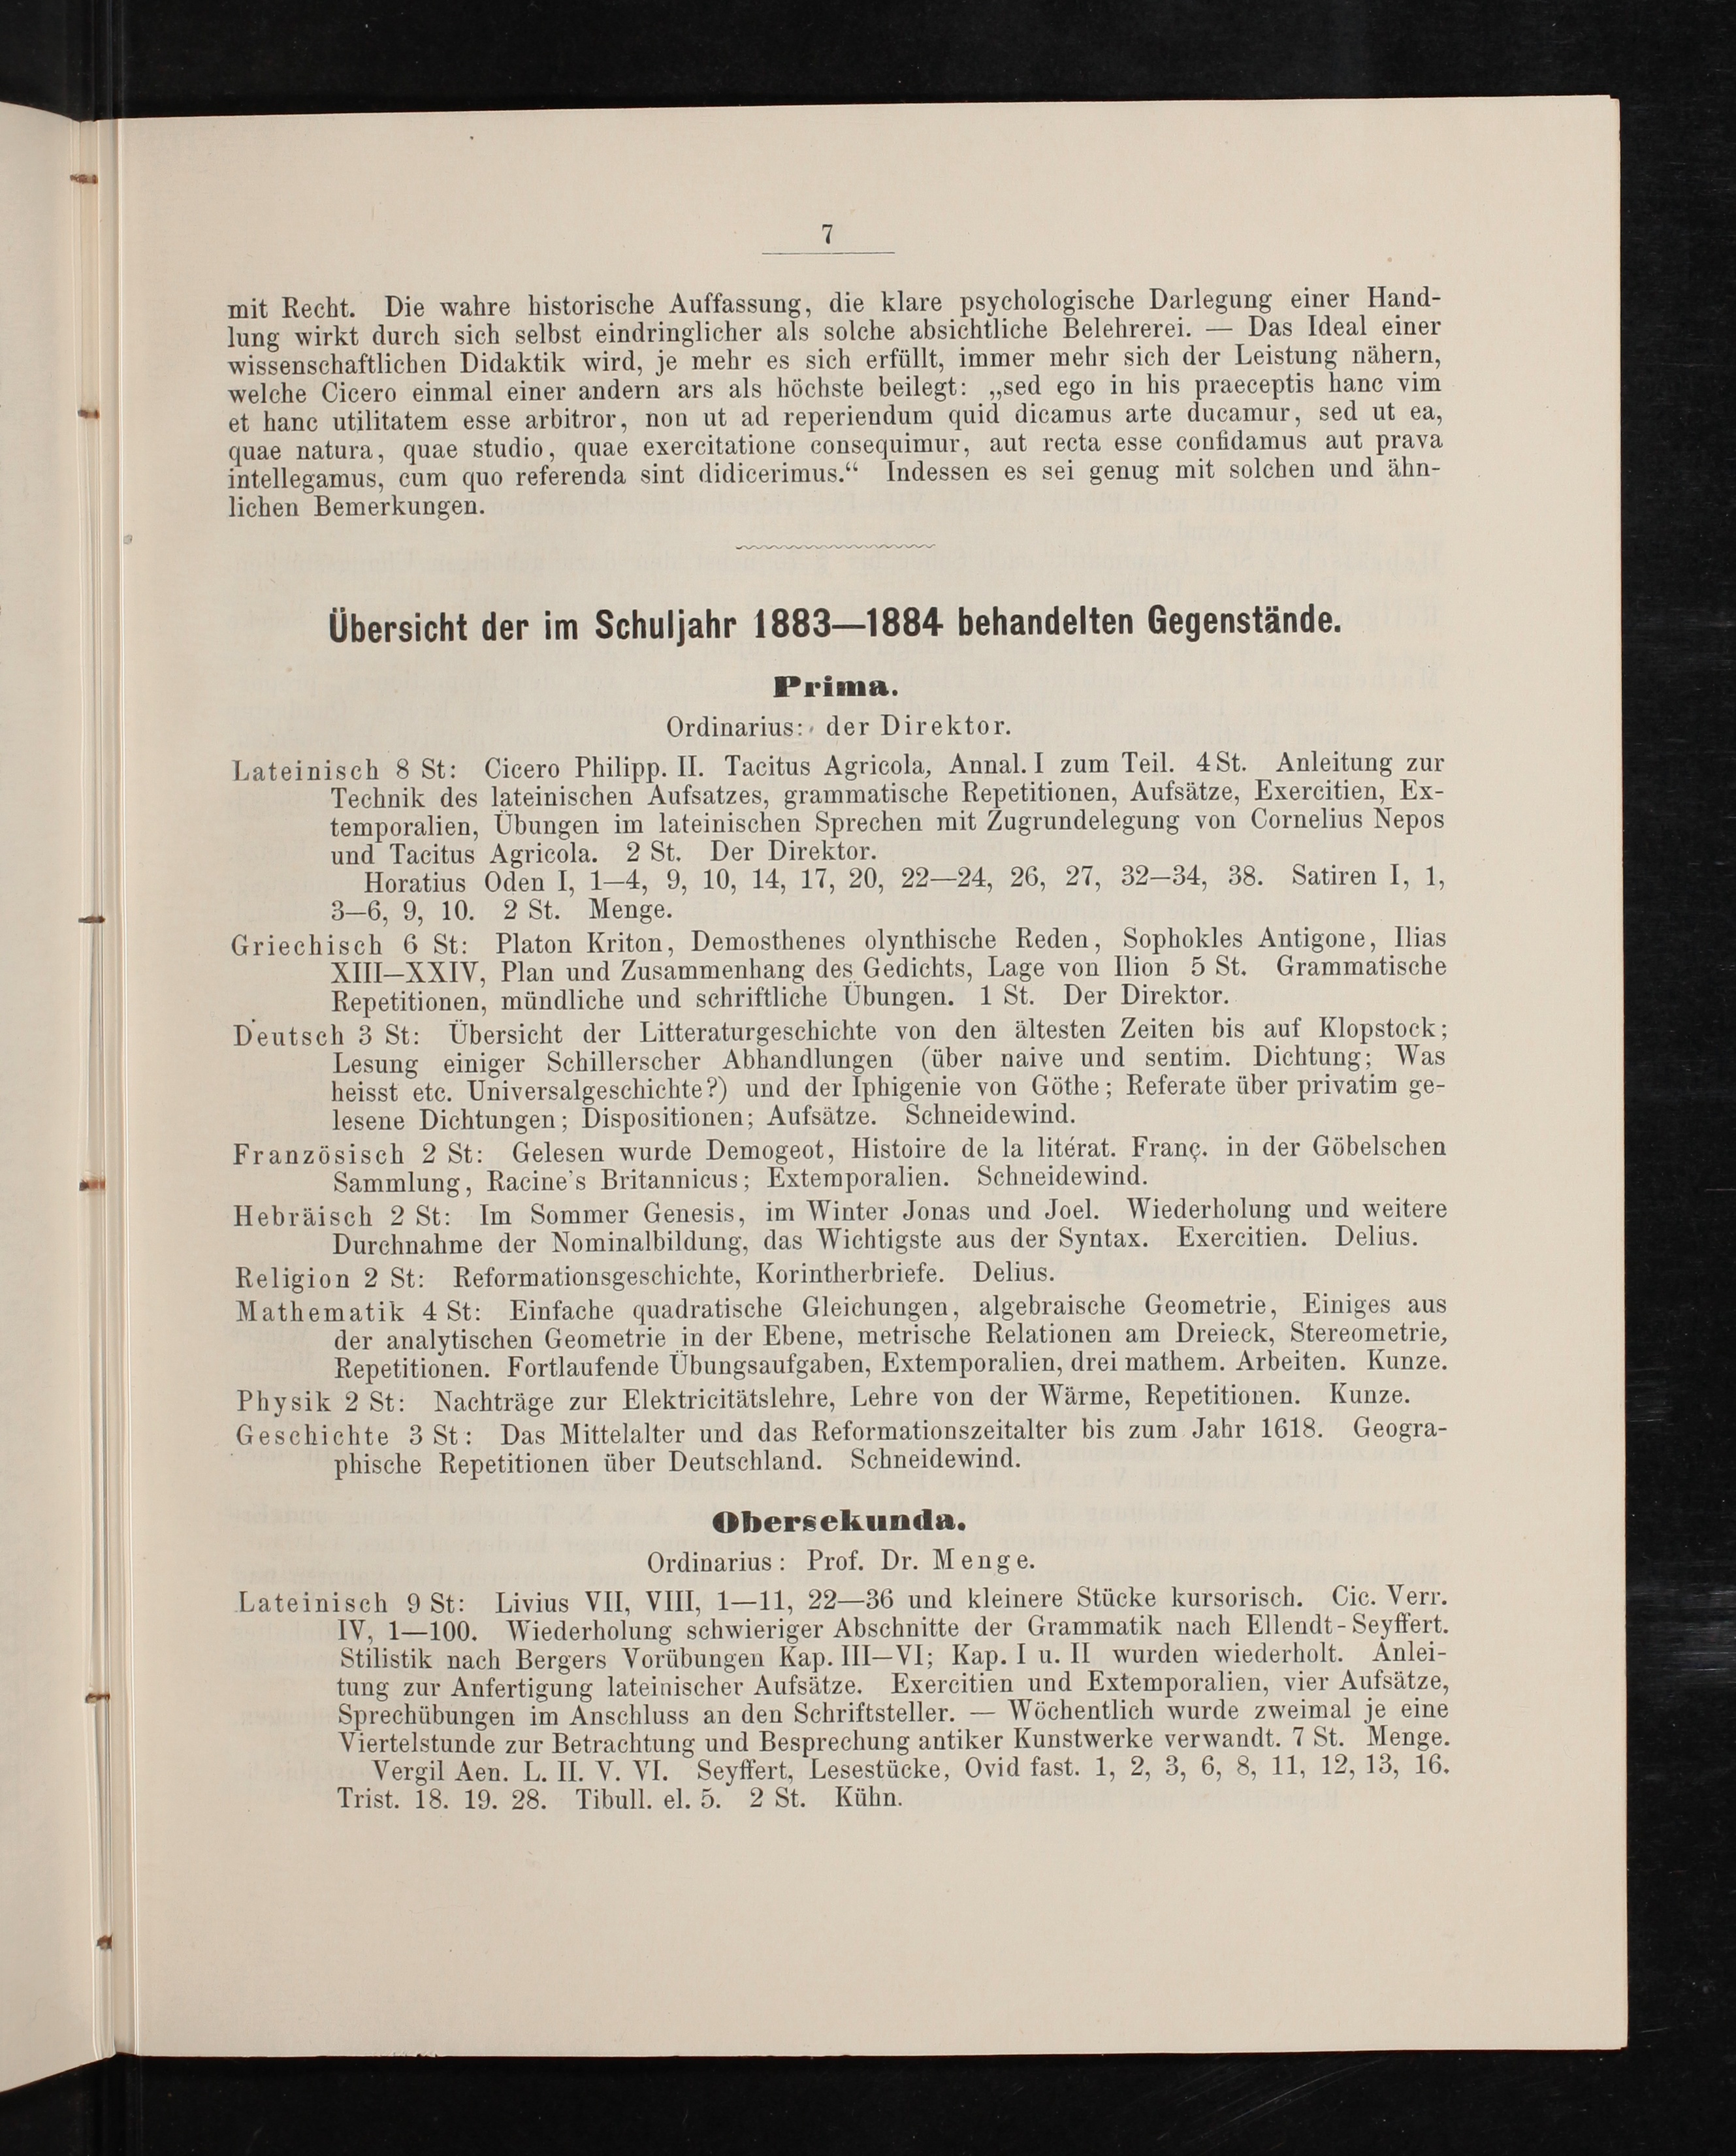 7
mit Recht. Die wahre historische Auffassung, die klare psychologische Darlegung einer Hand-
lung wirkt durch sich selbst eindringlicher als solche absichtliche Belehrerei. — Das Ideal einer
wissenschaftlichen Didaktik wird, je mehr es sich erfüllt, immer mehr sich der Leistung nähern,
welche Cicero einmal einer andern ars als höchste beilegt: „sed ego in his praeceptis hanc vim
et hanc utilitatem esse arbitror, non ut ad reperiendum quid dicamus arte ducamur, sed ut ea,
quae natura, quae studio, quae exercitatione consequimur, aut recta esse confidamus aut prava
intellegamus, cum quo referenda sint didicerimus.“ Indessen es sei genug mit solchen und ähn-
lichen Bemerkungen.
Übersicht der im Schuljahr 1883—1884 behandelten Gegenstände.
Prima.
Ordinarius: der Direktor.
Lateinisch 8 St: Cicero Philipp. II. Tacitus Agricola, Annal. I zum Teil. 4 St. Anleitung zur
Technik des lateinischen Aufsatzes, grammatische Repetitionen, Aufsätze, Exercitien, Ex-
temporalien, Übungen im lateinischen Sprechen mit Zugrundelegung von Cornelius Nepos
und Tacitus Agricola. 2 St. Der Direktor.
Horatius Oden I, 1—4, 9, 10, 14, 17, 20, 22—24, 26, 27, 32—34, 38. Satiren I, 1,
3—6, 9, 10. 2 St. Menge.
Griechisch 6 St: Platon Kriton, Demosthenes olynthische Reden, Sophokles Antigone, Ilias
XIII—XXIV, Plan und Zusammenhang des Gedichts, Lage von Ilion 5 St. Grammatische
Repetitionen, mündliche und schriftliche Übungen. 1 St. Der Direktor.
Deutsch 3 St: Übersicht der Litteraturgeschichte von den ältesten Zeiten bis auf Klopstock;
Lesung einiger Schillerscher Abhandlungen (über naive und sentim. Dichtung; Was
heisst etc. Universalgeschichte?) und der Iphigenie von Göthe; Referate über privatim ge-
lesene Dichtungen; Dispositionen; Aufsätze. Schneidewind.
Französisch 2 St: Gelesen wurde Demogeot, Histoire de la litérat. Franç. in der Göbelschen
Sammlung, Racine's Britannicus; Extemporalien. Schneidewind.
Hebräisch 2 St: Im Sommer Genesis, im Winter Jonas und Joel. Wiederholung und weitere
Durchnahme der Nominalbildung, das Wichtigste aus der Syntax. Exercitien. Delius.
Religion 2 St: Reformationsgeschichte, Korintherbriefe. Delius.
Mathematik 4 St: Einfache quadratische Gleichungen, algebraische Geometrie, Einiges aus
der analytischen Geometrie in der Ebene, metrische Relationen am Dreieck, Stereometrie,
Repetitionen. Fortlaufende Übungsaufgaben, Extemporalien, drei mathem. Arbeiten. Kunze.
Physik 2 St: Nachträge zur Elektricitätslehre, Lehre von der Wärme, Repetitionen. Kunze.
Geschichte 3 St: Das Mittelalter und das Reformationszeitalter bis zum Jahr 1618. Geogra-
phische Repetitionen über Deutschland. Schneidewind.
Obersekunda.
Ordinarius: Prof. Dr. Menge.
Lateinisch 9 St: Livius VII, VIII, 1—11, 22—36 und kleinere Stücke kursorisch. Cic. Verr.
IV, 1—100. Wiederholung schwieriger Abschnitte der Grammatik nach Ellendt-Seyffert.
Stilistik nach Bergers Vorübungen Kap. III—VI; Kap. I u. II wurden wiederholt. Anlei-
tung zur Anfertigung lateinischer Aufsätze. Exercitien und Extemporalien, vier Aufsätze,
Sprechübungen im Anschluss an den Schriftsteller. — Wöchentlich wurde zweimal je eine
Viertelstunde zur Betrachtung und Besprechung antiker Kunstwerke verwandt. 7 St. Menge.
Vergil Aen. L. II. V. VI. Seyffert, Lesestücke, Ovid fast. 1, 2, 3, 6, 8, 11, 12, 13, 16.
Trist. 18. 19. 28. Tibull. el. 5. 2 St. Kühn.